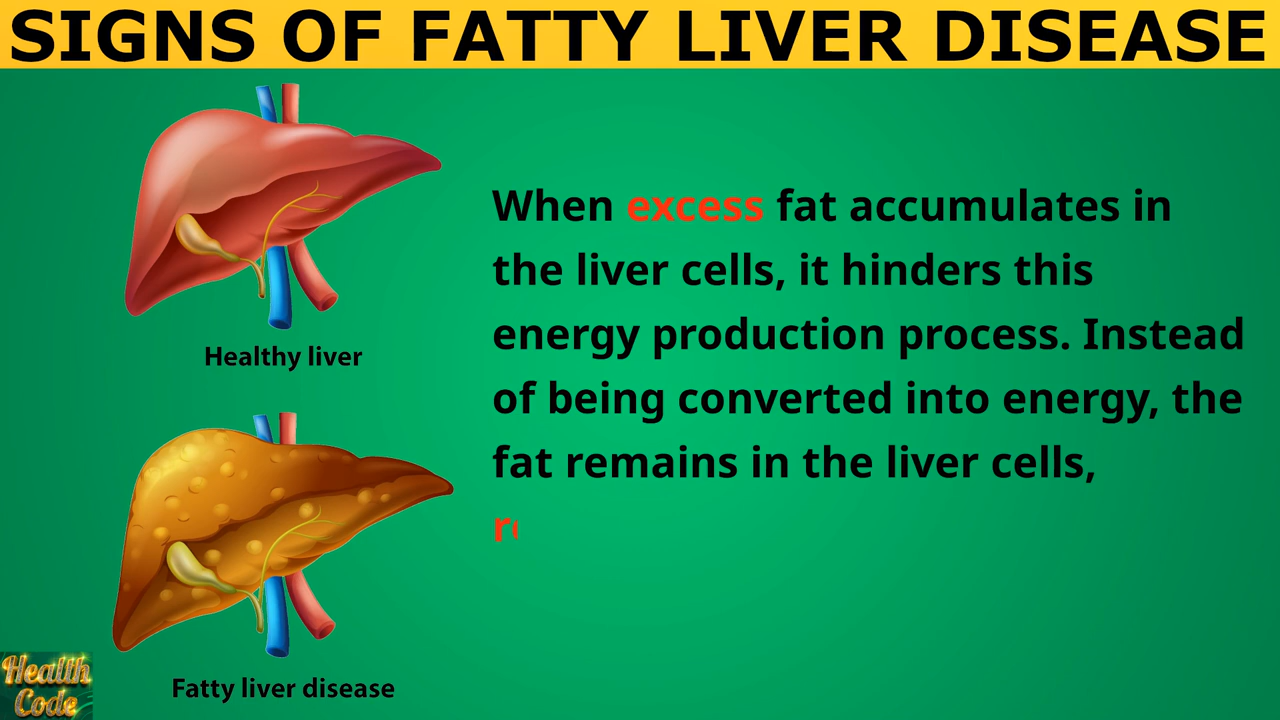 SIGNS OF FATTY LIVER DISEASE
When excess fat accumulates in
the liver cells, it hinders this
energy production process. Instead
of being converted into energy, the
fat remains in the liver cells,
Healthy liver
Fatty liver disease
Health
Code